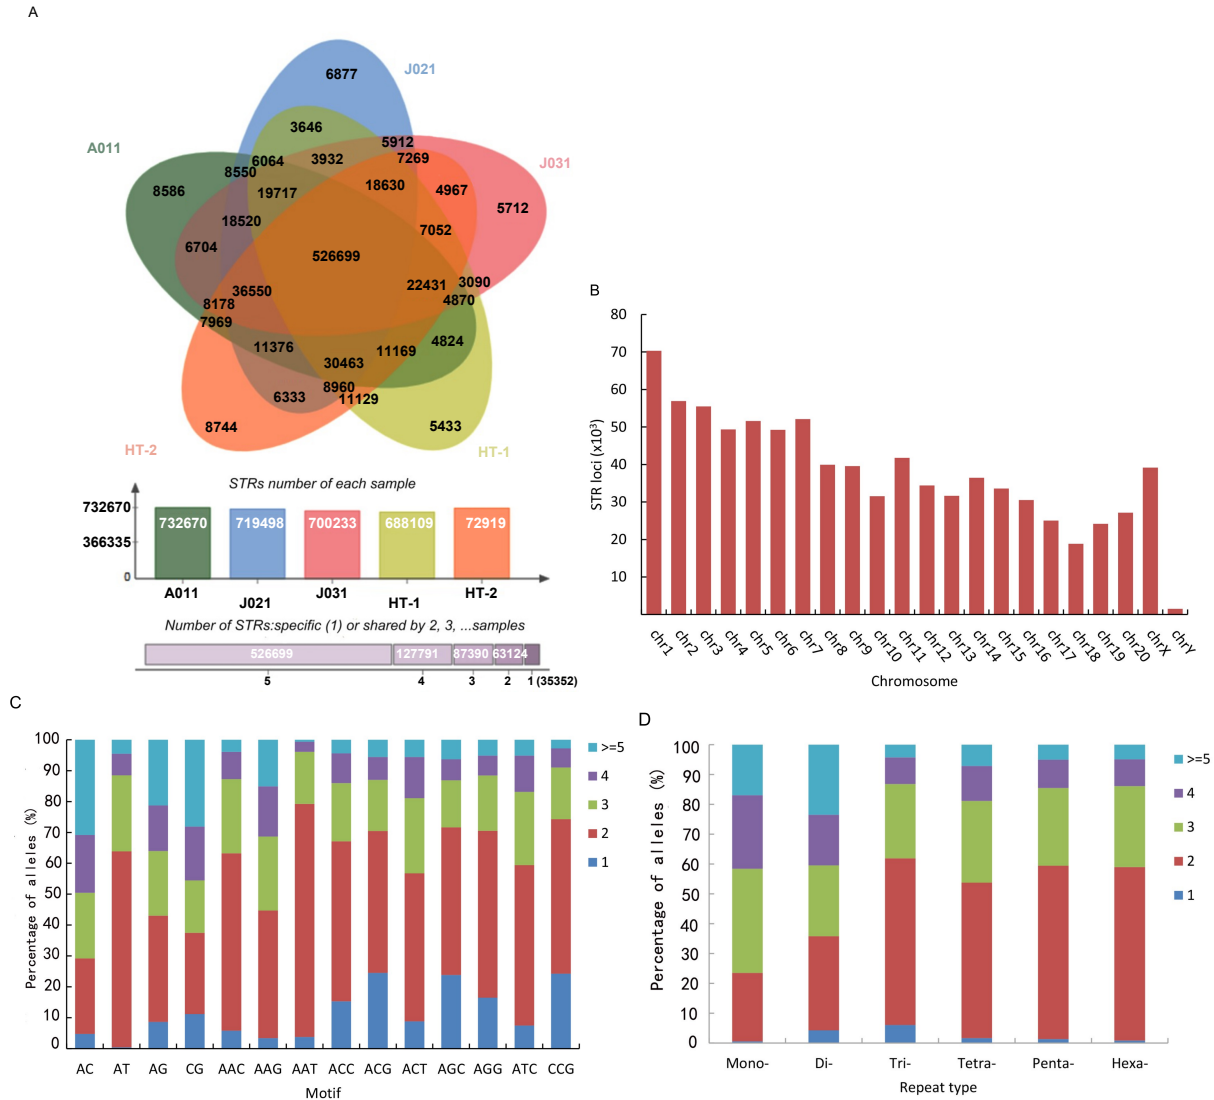 A
6877
J021
3646
5912
A011
6064
3932
7269
J031
8550
8586
19717
18630
4967
5712
18520
7052
6704
526699
22431
3090
36550
4870
8178
7969
4824
11376
11169
30463
8960
6333
11129
8744
5433
HT-2
HT-1
STRs number of each sample
732670
366335
0
732670
719498
700233
688109
72919
A011
J021
J031
HT-1
HT-2
Number of STRs:specific (1) or shared by 2, 3, ...samples
526699
127791
87390
63124
5
4
3
2
1 (35352)
B
80
70
60
50
40
30
20
10
STR loci (x10³)
chr1
chr2
chr3
chr4
chr5
chr6
chr7
chr8
chr9
chr10
chr11
chr12
chr13
chr14
chr15
chr16
chr17
chr18
chr19
chr20
chrX
chrY
Chromosome
C
100
90
80
70
60
50
40
30
20
10
0
Percentage of alleles (%)
AC
AT
AG
CG
AAC
AAG
AAT
ACC
ACG
ACT
AGC
AGG
ATC
CCG
Motif
>=5
4
3
2
1
D
100
90
80
70
60
50
40
30
20
10
0
Percentage of alleles (%)
Mono-
Di-
Tri-
Tetra-
Penta-
Hexa-
Repeat type
>=5
4
3
2
1